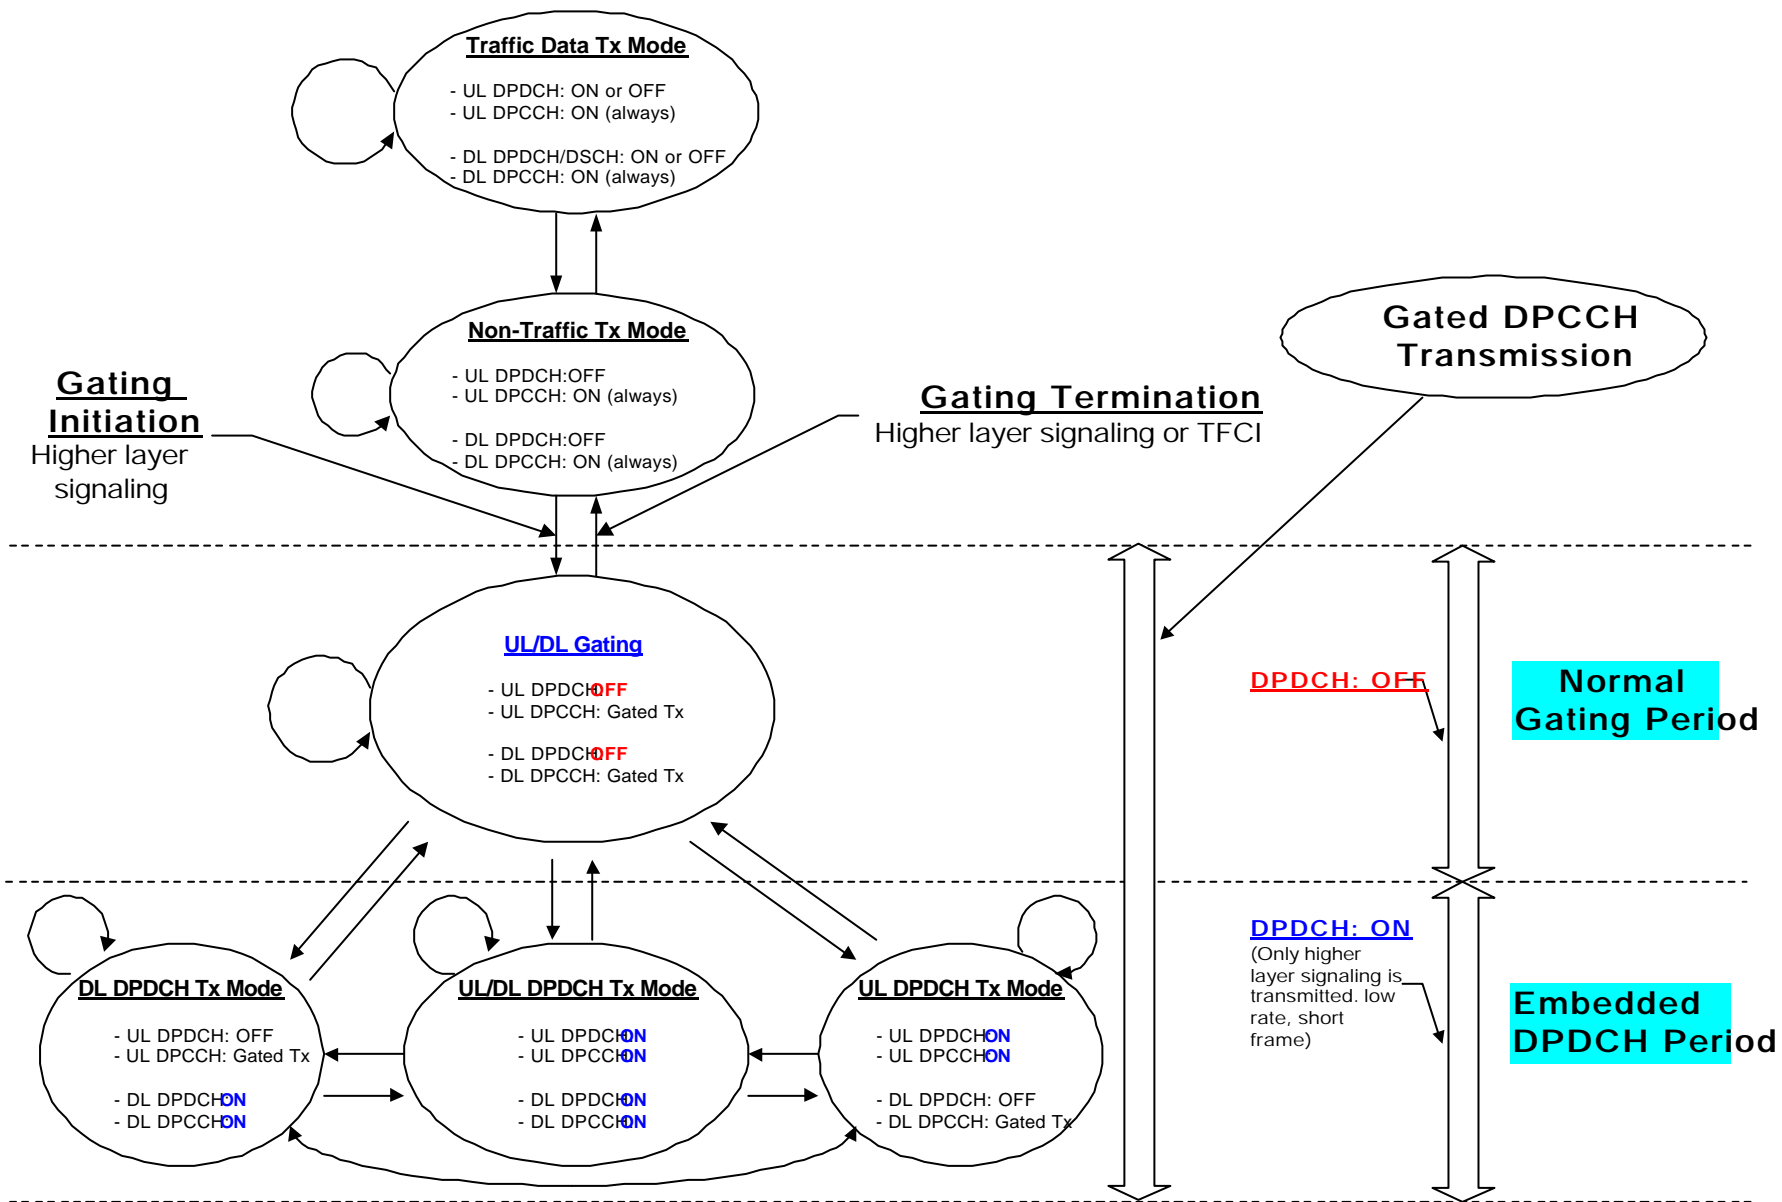 Traffic Data Tx Mode
- UL DPDCH: ON or OFF
- UL DPCCH: ON (always)
- DL DPDCH/DSCH: ON or OFF
- DL DPCCH: ON (always)
Non-Traffic Tx Mode
- UL DPDCH:OFF
- UL DPCCH: ON (always)
- DL DPDCH:OFF
- DL DPCCH: ON (always)
Gating
Initiation
Higher layer
signaling
Gating Termination
Higher layer signaling or TFCI
Gated DPCCH
Transmission
UL/DL Gating
- UL DPDCH:OFF
- UL DPCCH: Gated Tx
- DL DPDCH:OFF
- DL DPCCH: Gated Tx
DPDCH: OFF
Normal
Gating Period
DL DPDCH Tx Mode
- UL DPDCH: OFF
- UL DPCCH: Gated Tx
- DL DPDCH:ON
- DL DPCCH:ON
UL/DL DPDCH Tx Mode
- UL DPDCH:ON
- UL DPCCH:ON
- DL DPDCH:ON
- DL DPCCH:ON
UL DPDCH Tx Mode
- UL DPDCH:ON
- UL DPCCH:ON
- DL DPDCH: OFF
- DL DPCCH: Gated Tx
DPDCH: ON
(Only higher
layer signaling is
transmitted. low
rate, short
frame)
Embedded
DPDCH Period